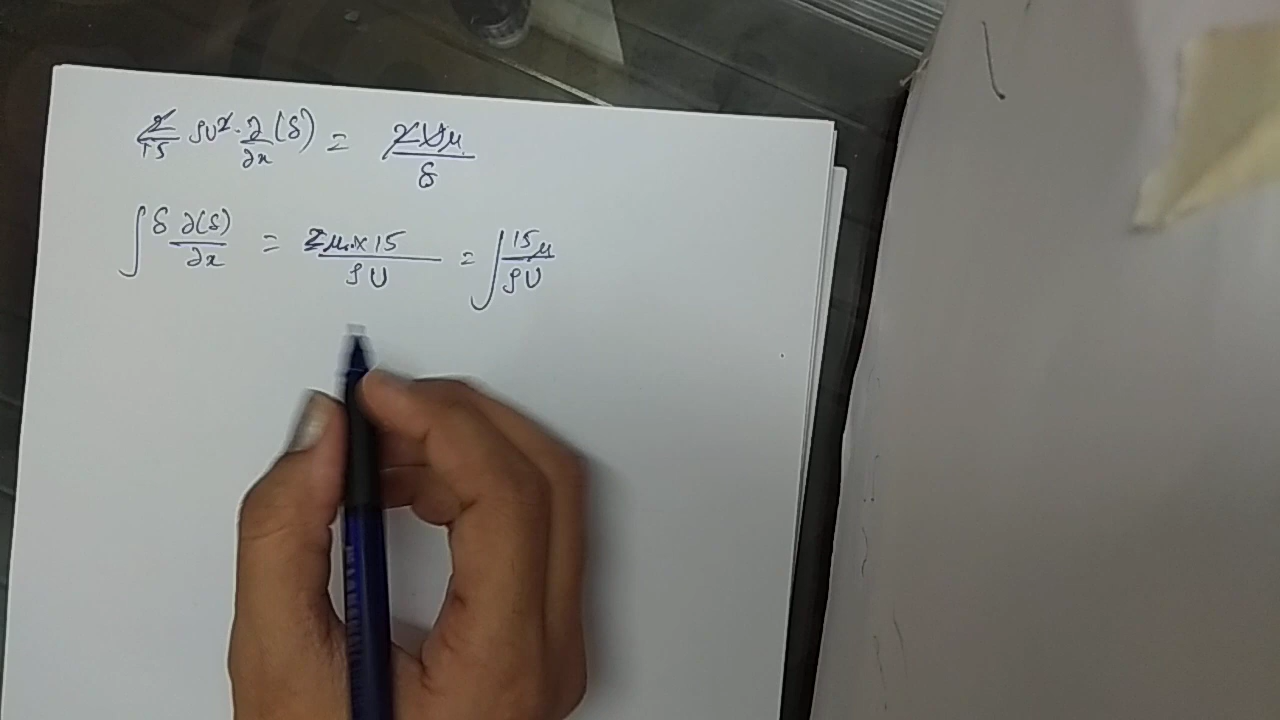 2/15 ρU² · ∂/∂x (δ) = 2Uμ/δ
∫ δ ∂(δ)/∂x = 2μ × 15/ρU = ∫ 15μ/ρU